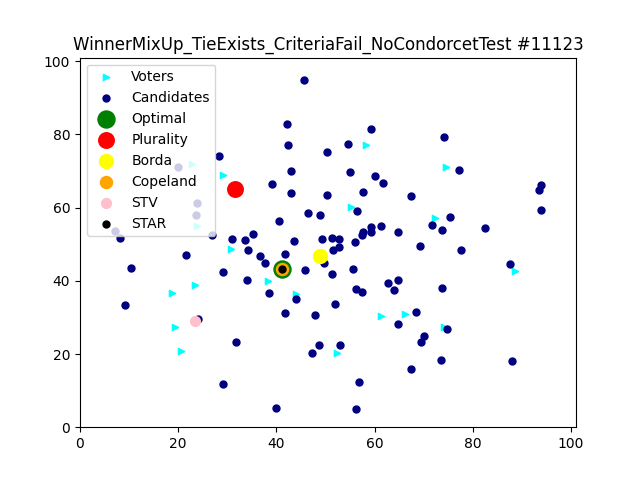 WinnerMixUp_TieExists_CriteriaFail_NoCondorcetTest #11123
100
80
60
40
20
0
Voters
Candidates
Optimal
Plurality
Borda
Copeland
STV
STAR
0 20 40 60 80 100